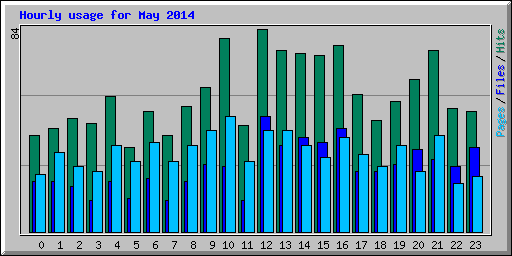 Hourly usage for May 2014
84
Pages / Files / Hits
0 1 2 3 4 5 6 7 8 9 10 11 12 13 14 15 16 17 18 19 20 21 22 23